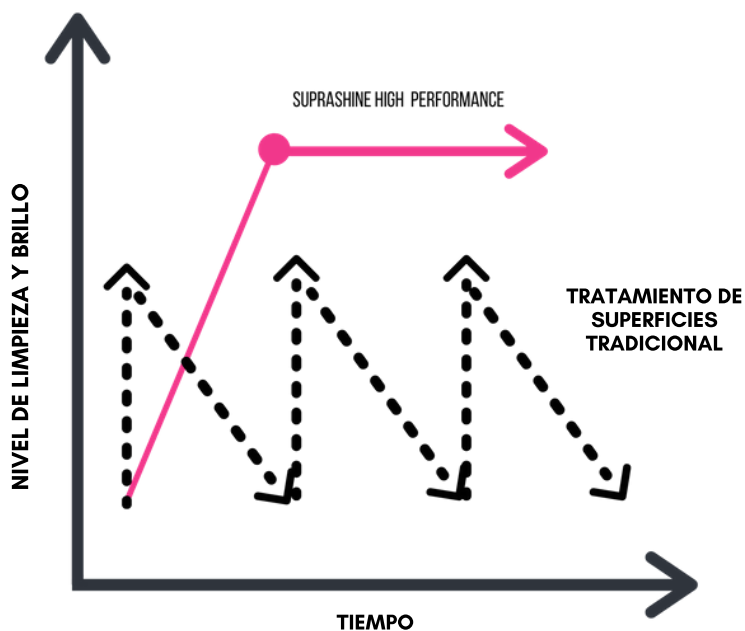 SUPRASHINE HIGH PERFORMANCE
NIVEL DE LIMPIEZA Y BRILLO
TRATAMIENTO DE
SUPERFICIES
TRADICIONAL
TIEMPO